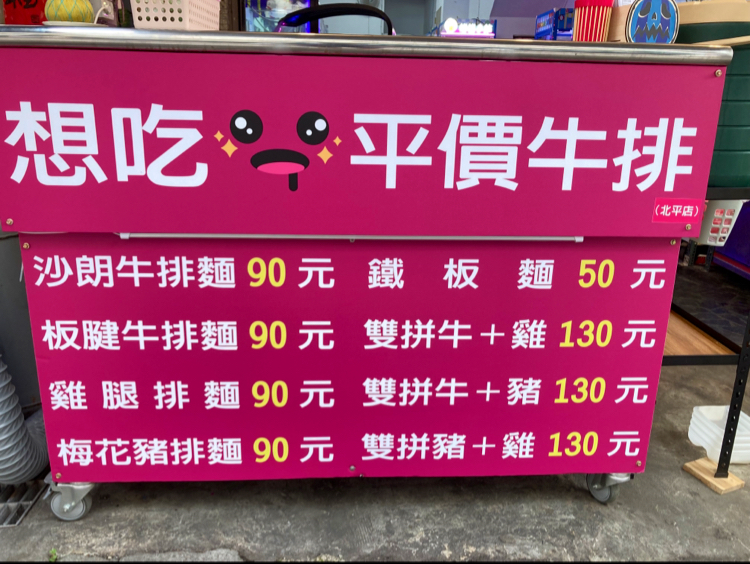 想吃 平價牛排
（北平店）
沙朗牛排麵 90 元
鐵板麵 50 元
板腱牛排麵 90 元
雙拼牛＋雞 130 元
雞腿排麵 90 元
雙拼牛＋豬 130 元
梅花豬排麵 90 元
雙拼豬＋雞 130 元